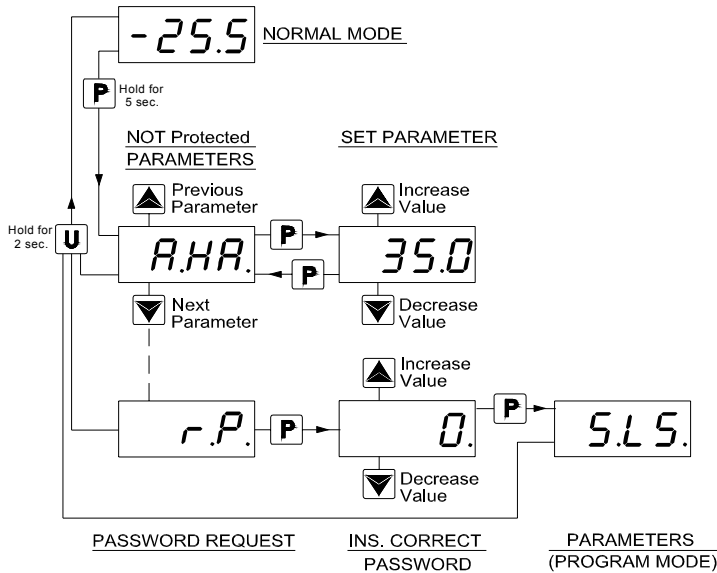 -25.5 NORMAL MODE
P Hold for
5 sec.
NOT Protected
PARAMETERS
SET PARAMETER
Previous
Parameter
Increase
Value
Hold for
2 sec.
U
A.HA.
P
P
35.0
Next
Parameter
Decrease
Value
Increase
Value
r.P.
P
0.
P
S.LS.
Decrease
Value
PASSWORD REQUEST
INS. CORRECT
PASSWORD
PARAMETERS
(PROGRAM MODE)